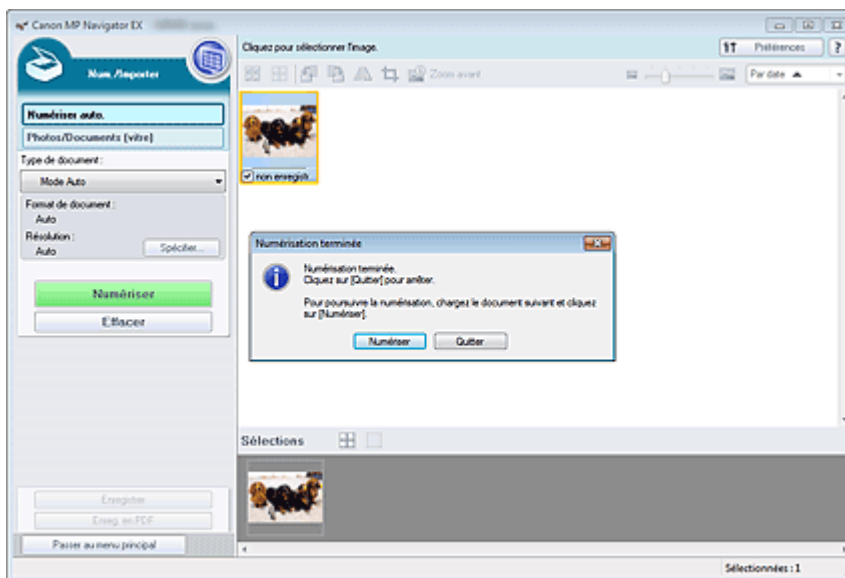 Canon MP Navigator EX
Num./Importer
Numériser auto.
Photos/Documents (vitre)
Type de document :
Mode Auto
Format de document :
Auto
Résolution :
Auto
Spécifier...
Numériser
Effacer
Enregistrer
Enreg. en PDF
Passer au menu principal
Cliquez pour sélectionner l'image.
Préférences
?
Zoom avant
Par date
non enregistr...
Numérisation terminée
Numérisation terminée.
Cliquez sur [Quitter] pour arrêter.
Pour poursuivre la numérisation, chargez le document suivant et cliquez
sur [Numériser].
Numériser
Quitter
Sélections
Sélectionnées : 1